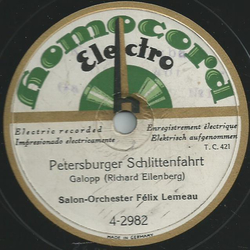 Homocord
Electro
Electric recorded
Impresionado electricamente
Enregistrement électrique
Elektrisch aufgenommen
T.C. 421
Petersburger Schlittenfahrt
Galopp (Richard Eilenberg)
Salon-Orchester Félix Lemeau
4-2982
MADE IN GERMANY